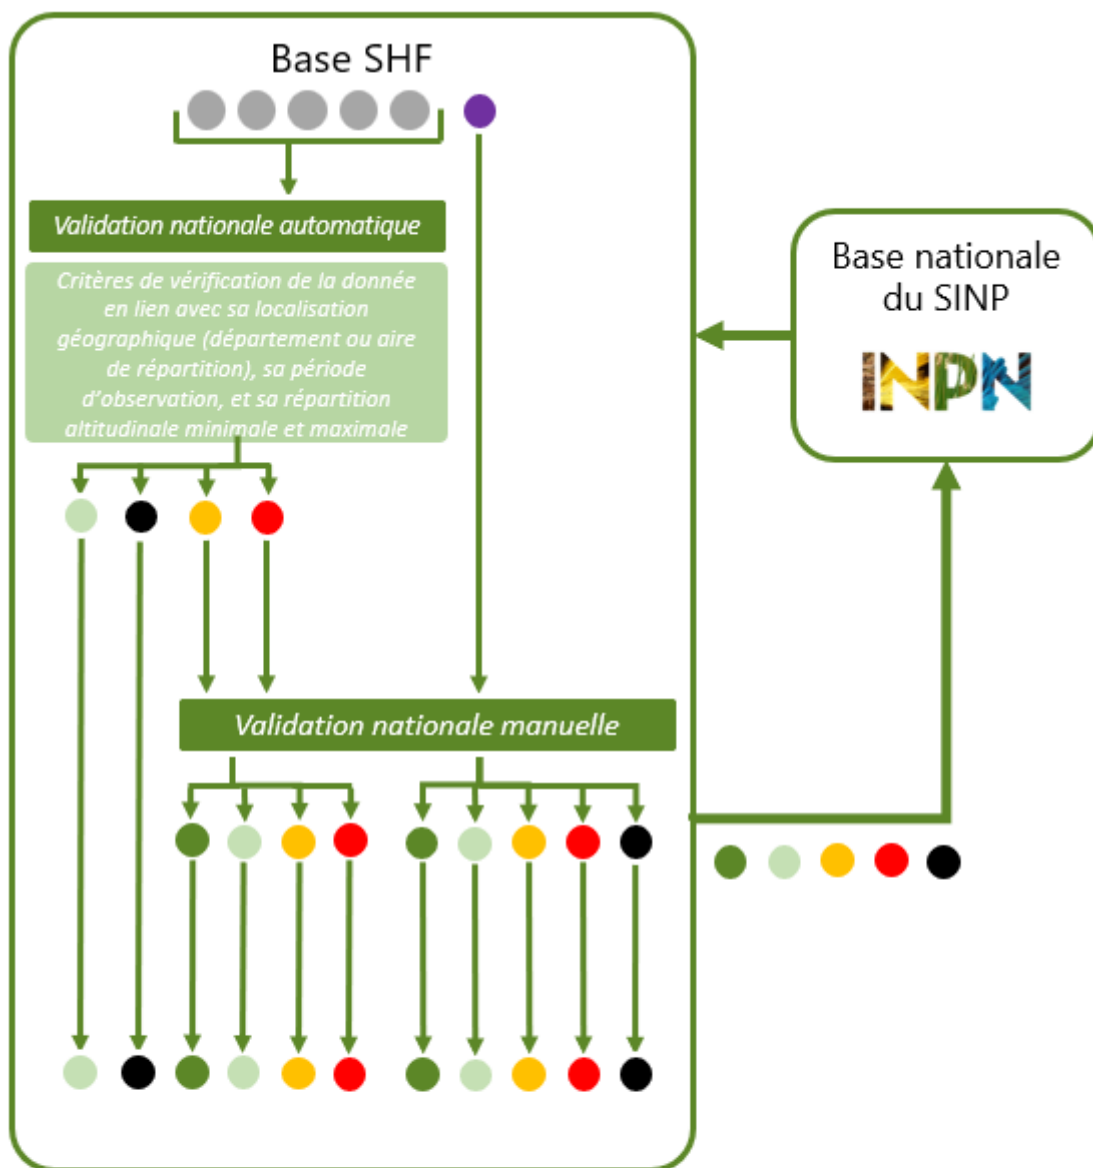 Base SHF
Validation nationale automatique
Critères de vérification de la donnée
en lien avec sa localisation
géographique (département ou aire
de répartition), sa période
d'observation, et sa répartition
altitudinale minimale et maximale
Validation nationale manuelle
Base nationale
du SINP
INPN